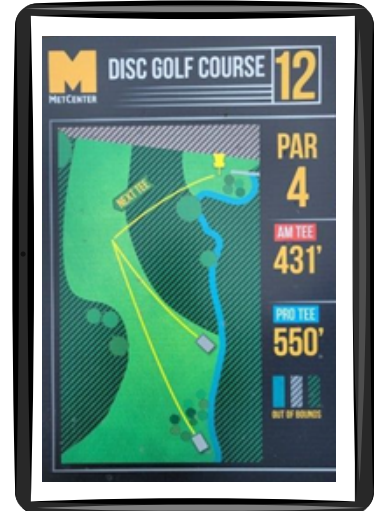 METCENTER
DISC GOLF COURSE
12
NEXT TEE
PAR
4
AM TEE
431'
PRO TEE
550'
OUT OF BOUNDS